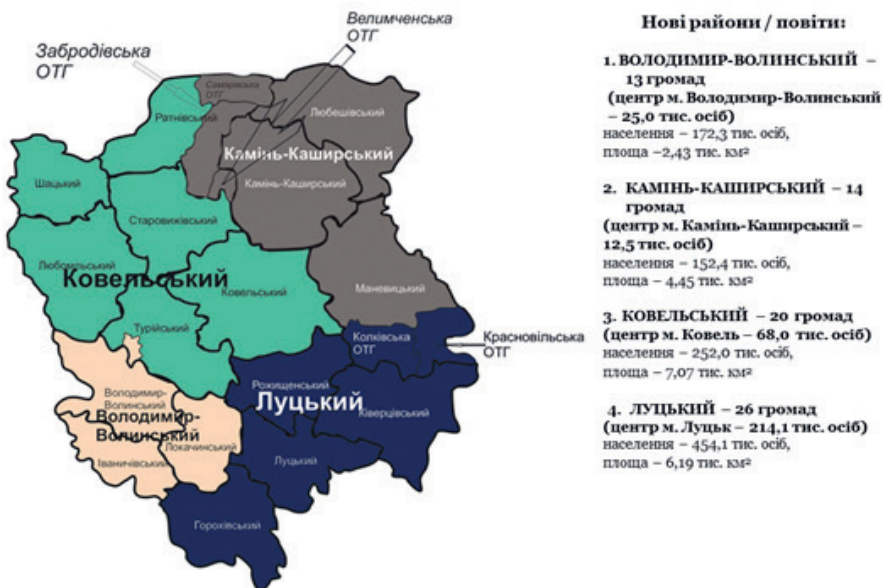 Велимченська
ОТГ
Забродівська
ОТГ
Самарівська
ОТГ
Ратнівський
Любешівський
Камінь-Каширський
Камінь-Каширський
Шацький
Старовижівський
Любомльський
Ковельський
Ковельський
Маневицький
Турійський
Колківська
ОТГ
Красновільська
ОТГ
Рожищенський
Луцький
Ківерцівський
Володимир-
Волинський
Володимир-
Волинський
Локачинський
Іваничівський
Луцький
Горохівський
Нові райони / повіти:
1. ВОЛОДИМИР-ВОЛИНСЬКИЙ –
13 громад
(центр м. Володимир-Волинський
– 25,0 тис. осіб)
населення – 172,3 тис. осіб,
площа –2,43 тис. км²
2. КАМІНЬ-КАШИРСЬКИЙ – 14
громад
(центр м. Камінь-Каширський –
12,5 тис. осіб)
населення – 152,4 тис. осіб,
площа – 4,45 тис. км²
3. КОВЕЛЬСЬКИЙ – 20 громад
(центр м. Ковель – 68,0 тис. осіб)
населення – 252,0 тис. осіб,
площа – 7,07 тис. км²
4. ЛУЦЬКИЙ – 26 громад
(центр м. Луцьк – 214,1 тис. осіб)
населення – 454,1 тис. осіб,
площа – 6,19 тис. км²